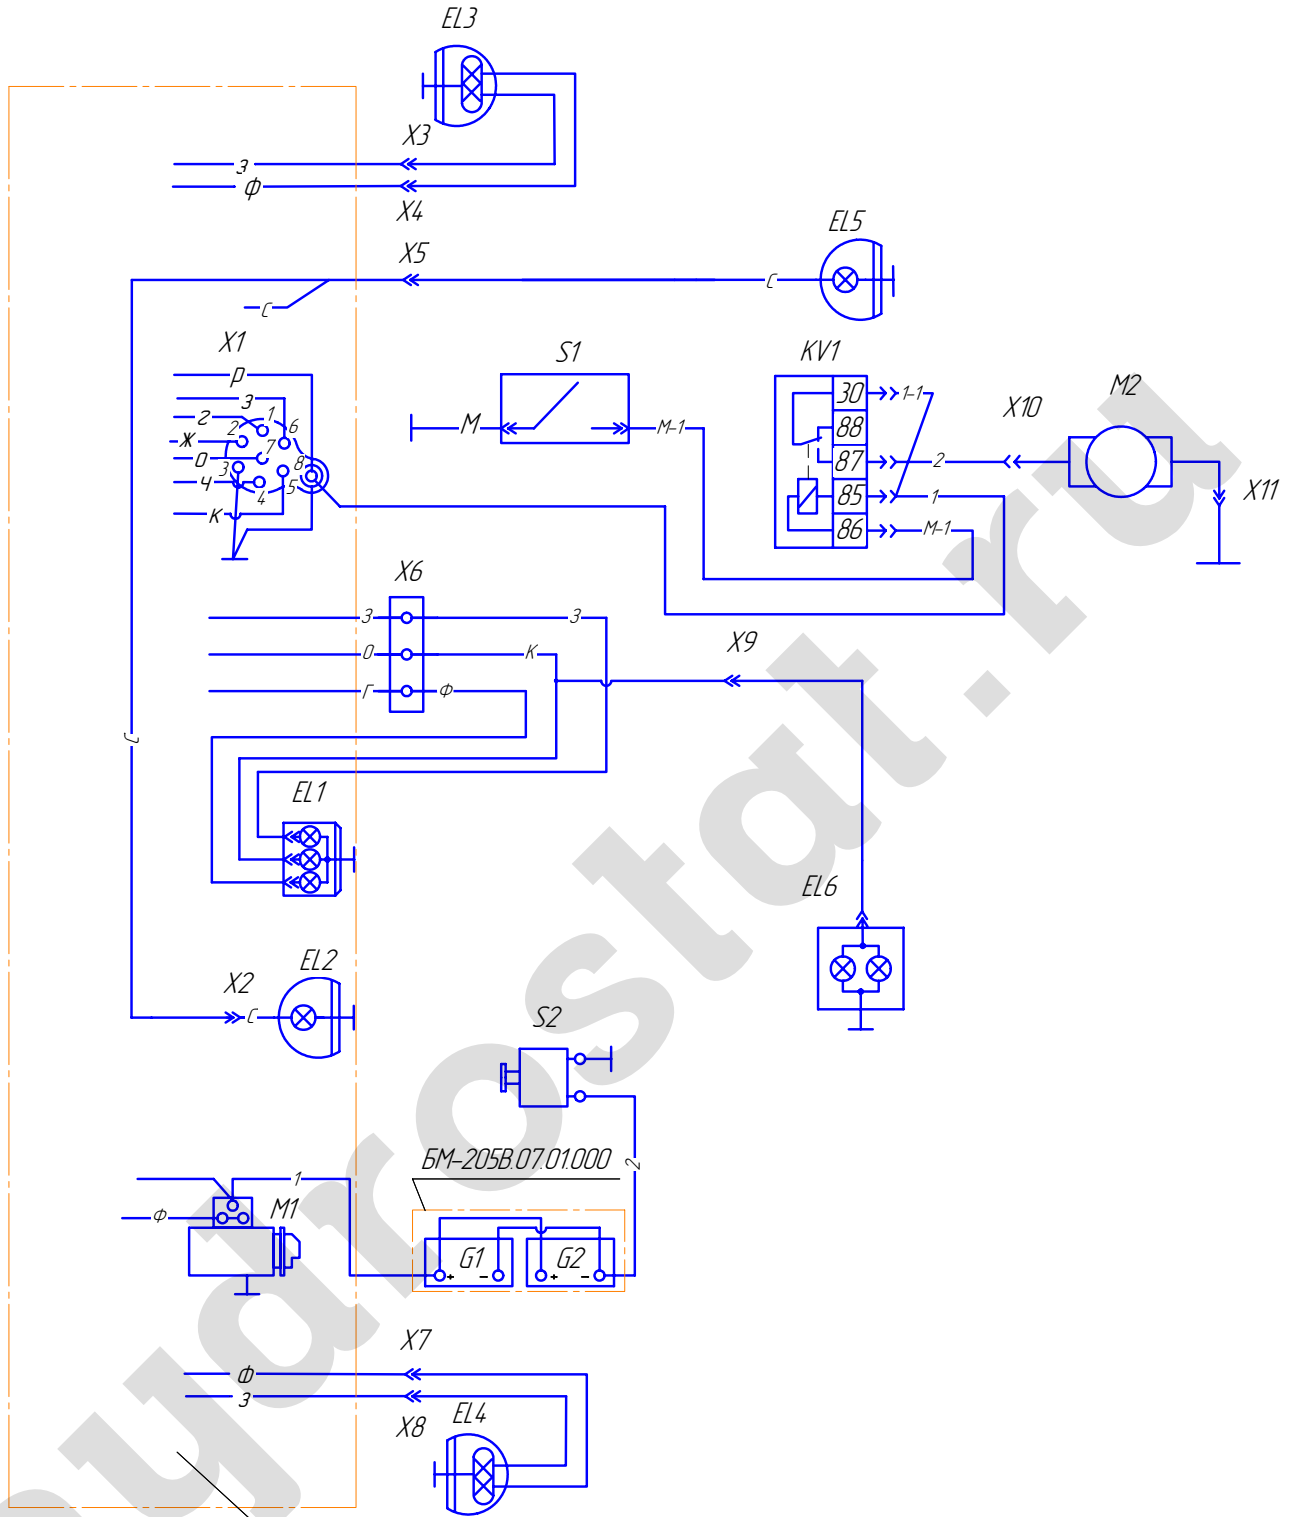 EL3
X3
З
Ф
X4
EL5
X5
С
С
X1
Р
З
2
1
6
Ж
2
7
О
3
8
Ч
4
5
К
S1
М
М-1
KV1
30
1-1
88
87
2
85
1
86
М-1
X10
M2
X11
X6
З
З
О
К
Г
Ф
X9
С
EL1
EL6
X2
С
EL2
S2
БМ-205В.07.01.000
2
1
Ф
M1
G1
G2
+ −
+ −
X7
Ф
З
X8
EL4
hydrostat.ru